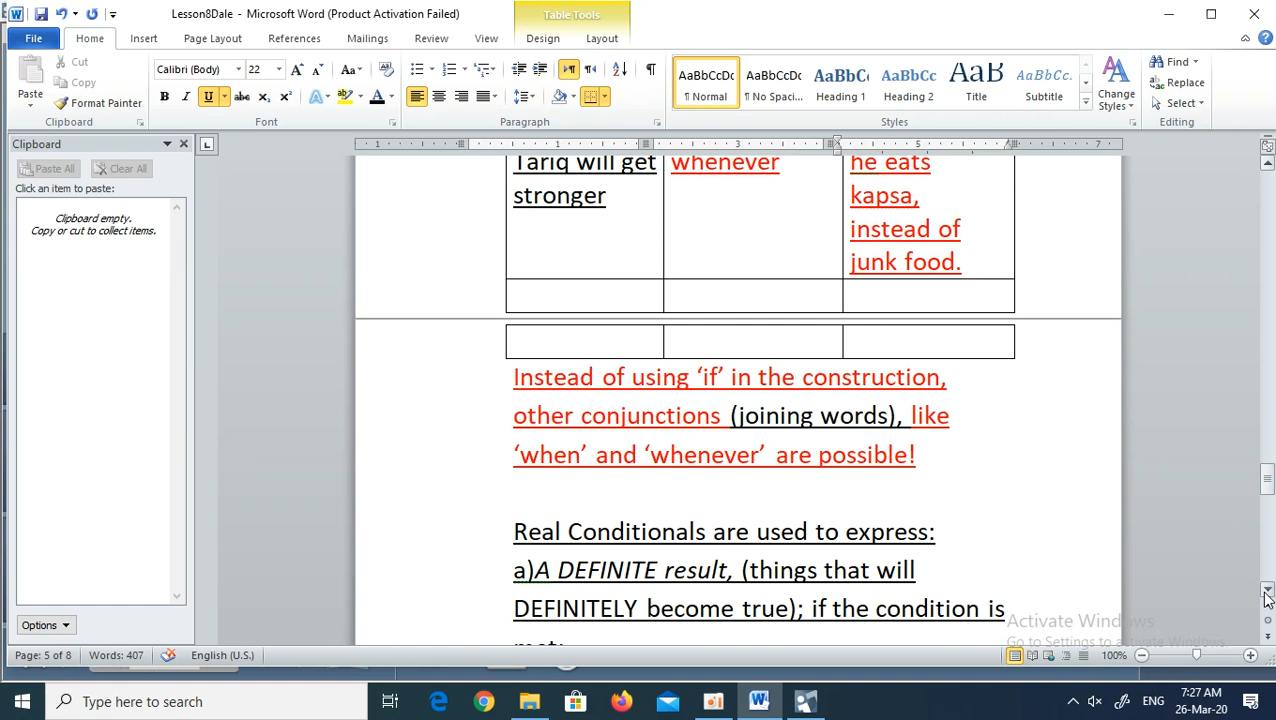 Lesson8Dale - Microsoft Word (Product Activation Failed)
Table Tools
File Home Insert Page Layout References Mailings Review View Design Layout
Paste
Cut
Copy
Format Painter
Clipboard
Calibri (Body) 22
Font
Paragraph
AaBbCcDc AaBbCcDc AaBbC AaBbCc AaB AaBbCc.
¶ Normal ¶ No Spaci... Heading 1 Heading 2 Title Subtitle
Change Styles
Styles
Find
Replace
Select
Editing
Clipboard
Paste All Clear All
Click an item to paste:
Clipboard empty.
Copy or cut to collect items.
Options
1 1 3 5 7
Tariq will get whenever he eats
stronger kapsa,
instead of
junk food.
Instead of using ‘if’ in the construction,
other conjunctions (joining words), like
‘when’ and ‘whenever’ are possible!
Real Conditionals are used to express:
a)A DEFINITE result, (things that will
DEFINITELY become true); if the condition is
met:
Activate Windows
Go to Settings to activate Windows.
Page: 5 of 8 Words: 407 English (U.S.) 100%
Type here to search
ENG
7:27 AM
26-Mar-20